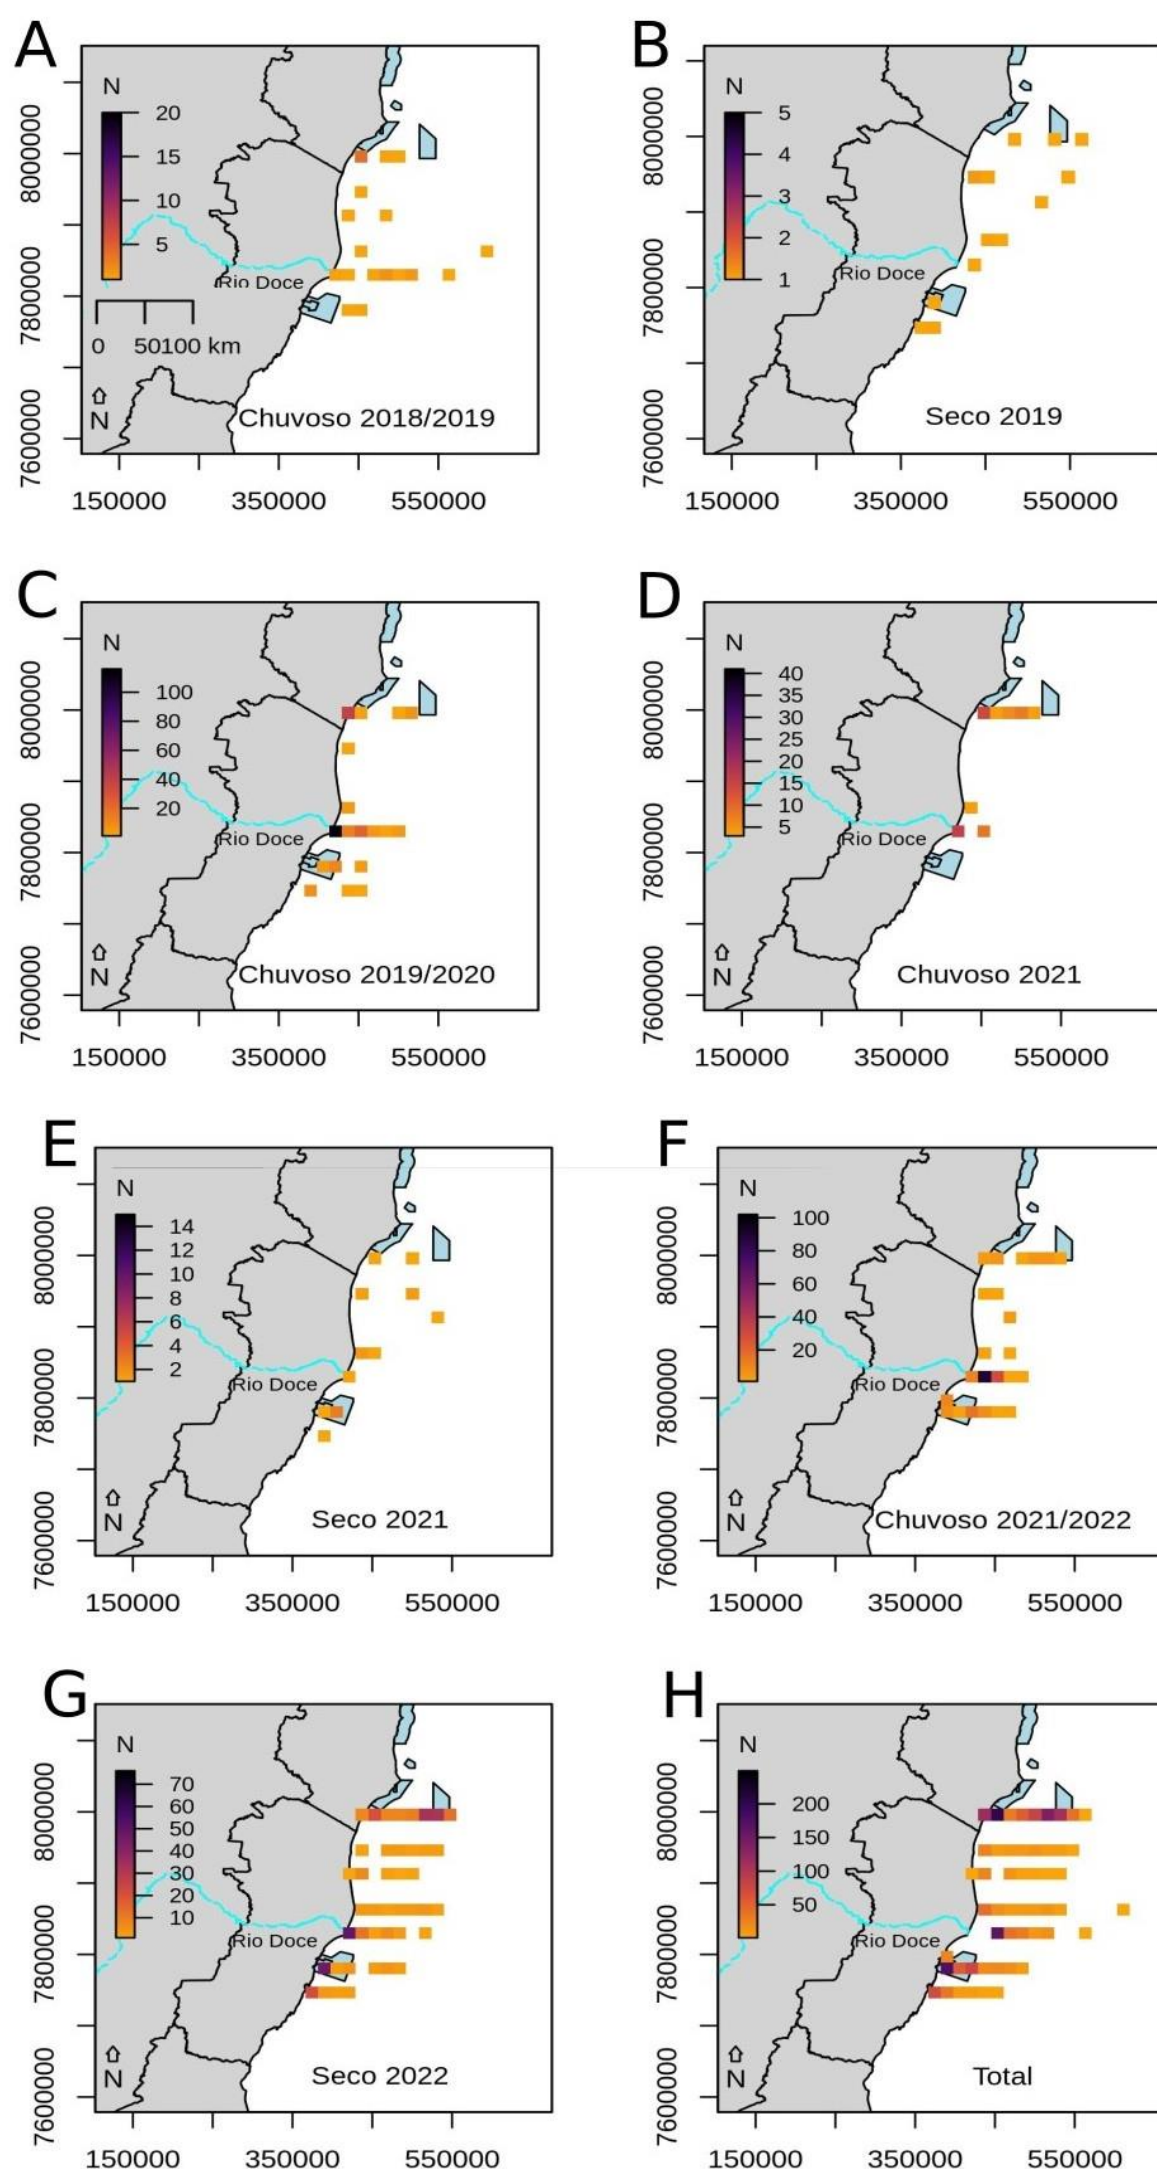 A
N
20
15
10
5
Rio Doce
0 50100 km
N
Chuvoso 2018/2019
8000000
7800000
7600000
150000 350000 550000
B
N
5
4
3
2
1
Rio Doce
Seco 2019
8000000
7800000
7600000
150000 350000 550000
C
N
100
80
60
40
20
Rio Doce
N
Chuvoso 2019/2020
8000000
7800000
7600000
150000 350000 550000
D
N
40
35
30
25
20
15
10
5
Rio Doce
N
Chuvoso 2021
8000000
7800000
7600000
150000 350000 550000
E
N
14
12
10
8
6
4
2
Rio Doce
N
Seco 2021
8000000
7800000
7600000
150000 350000 550000
F
N
100
80
60
40
20
Rio Doce
N
Chuvoso 2021/2022
8000000
7800000
7600000
150000 350000 550000
G
N
70
60
50
40
30
20
10
Rio Doce
N
Seco 2022
8000000
7800000
7600000
150000 350000 550000
H
N
200
150
100
50
Rio Doce
N
Total
8000000
7800000
7600000
150000 350000 550000